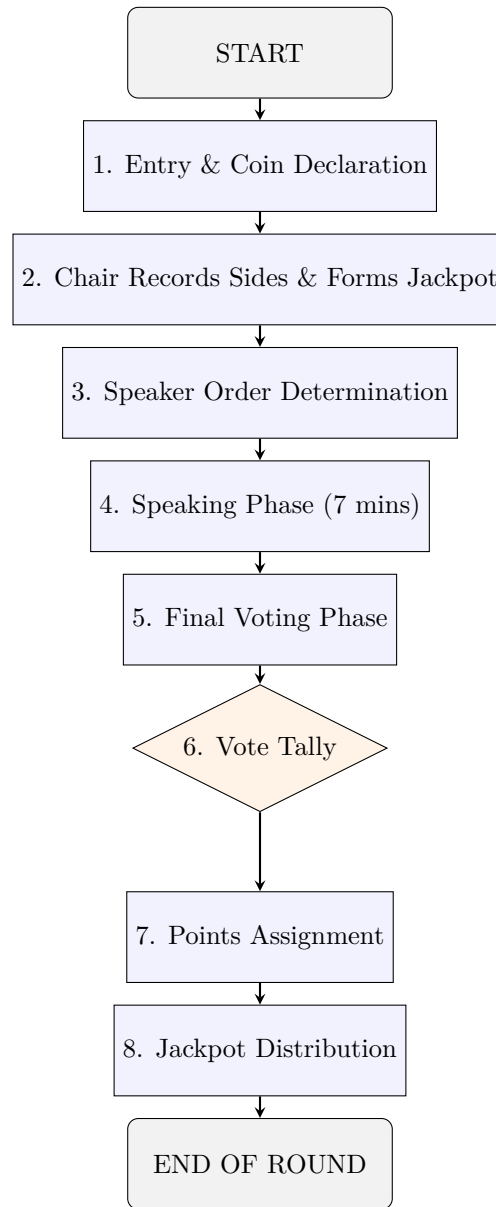 START
1. Entry & Coin Declaration
2. Chair Records Sides & Forms Jackpot
3. Speaker Order Determination
4. Speaking Phase (7 mins)
5. Final Voting Phase
6. Vote Tally
7. Points Assignment
8. Jackpot Distribution
END OF ROUND